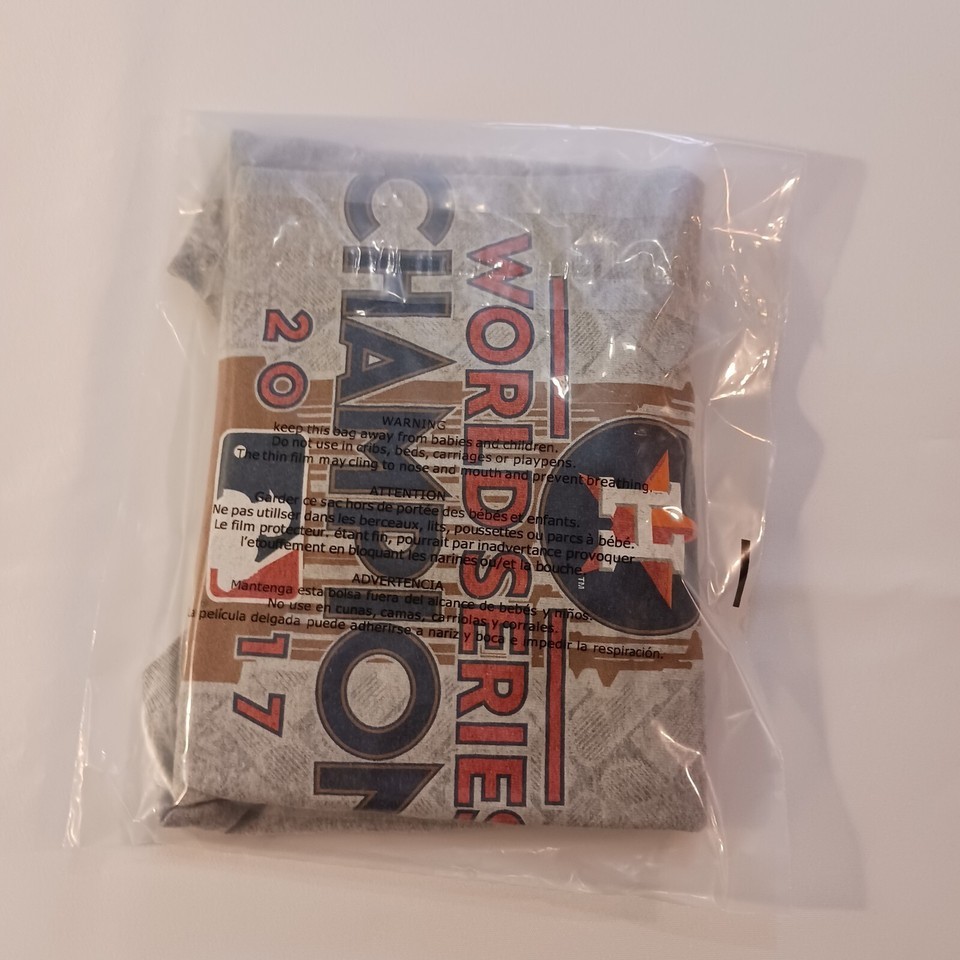 WORLD SERIES
CHAMPION
20 17
H
TM
WARNING
keep this bag away from babies and children.
Do not use in cribs, beds, carriages or playpens.
The thin film may cling to nose and mouth and prevent breathing.
ATTENTION
Garder ce sac hors de portée des bébés et enfants.
Ne pas utiliser dans les berceaux, lits, poussettes ou parcs à bébé.
Le film protecteur. étant fin, pourrait par inadvertance provoquer
l'etouffement en bloquant les narines ou/et la bouche.
ADVERTENCIA
Mantenga esta bolsa fuera del alcance de bebés y niños.
No use en cunas, camas, carriolas y corrales.
La película delgada puede adherirse a nariz y boca e impedir la respiración.